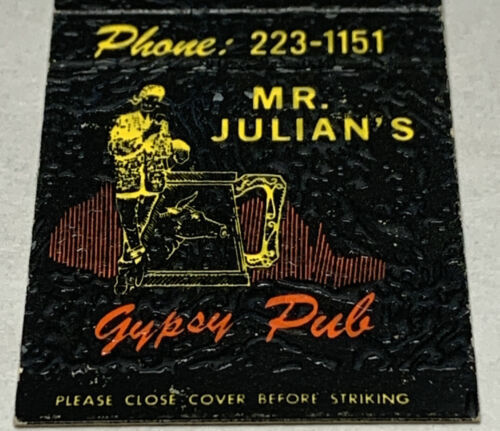 Phone: 223-1151
MR.
JULIAN'S
Gypsy Pub
PLEASE CLOSE COVER BEFORE STRIKING